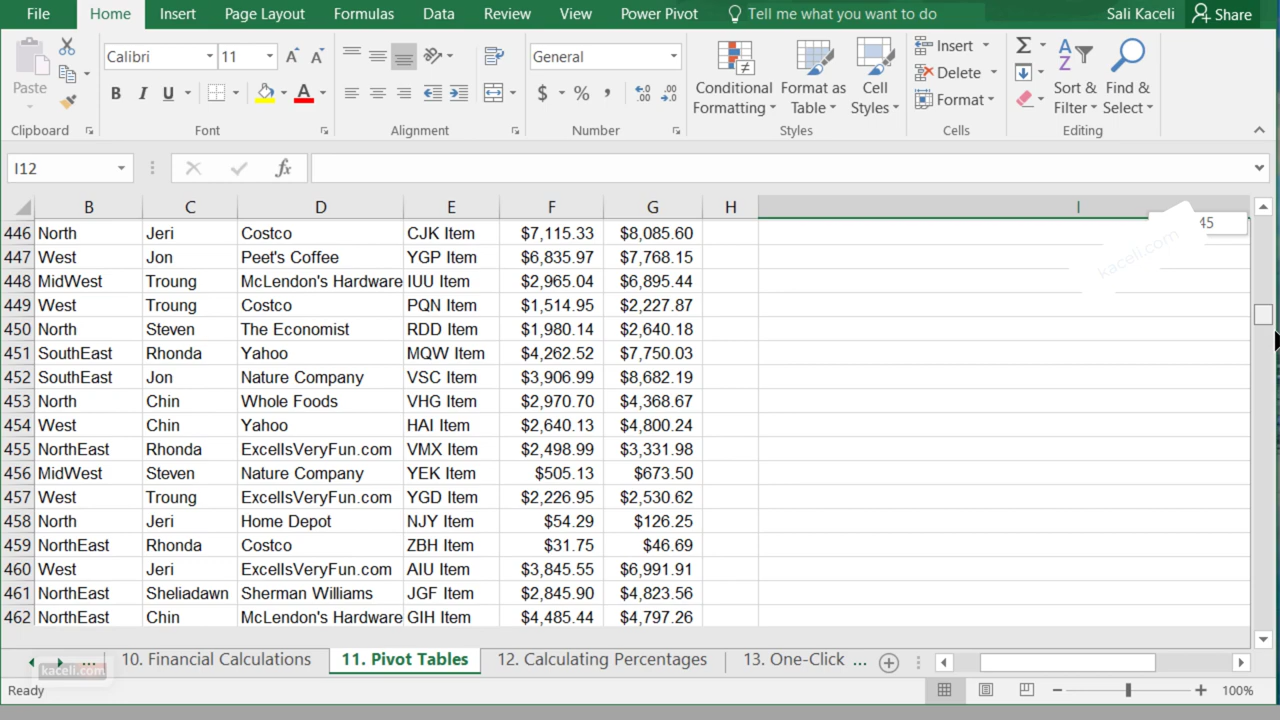 File Home Insert Page Layout Formulas Data Review View Power Pivot Tell me what you want to do Sali Kaceli Share
Calibri 11 General Insert Σ
Paste B I U A $ % , Conditional Formatting Format as Table Cell Styles Delete Format Sort & Filter Find & Select
Clipboard Font Alignment Number Styles Cells Editing
I12 fx
B C D E F G H I
446 North Jeri Costco CJK Item $7,115.33 $8,085.60 45
447 West Jon Peet's Coffee YGP Item $6,835.97 $7,768.15 kaceli.com
448 MidWest Troung McLendon's Hardware IUU Item $2,965.04 $6,895.44
449 West Troung Costco PQN Item $1,514.95 $2,227.87
450 North Steven The Economist RDD Item $1,980.14 $2,640.18
451 SouthEast Rhonda Yahoo MQW Item $4,262.52 $7,750.03
452 SouthEast Jon Nature Company VSC Item $3,906.99 $8,682.19
453 North Chin Whole Foods VHG Item $2,970.70 $4,368.67
454 West Chin Yahoo HAI Item $2,640.13 $4,800.24
455 NorthEast Rhonda ExcelIsVeryFun.com VMX Item $2,498.99 $3,331.98
456 MidWest Steven Nature Company YEK Item $505.13 $673.50
457 West Troung ExcelIsVeryFun.com YGD Item $2,226.95 $2,530.62
458 North Jeri Home Depot NJY Item $54.29 $126.25
459 NorthEast Rhonda Costco ZBH Item $31.75 $46.69
460 West Jeri ExcelIsVeryFun.com AIU Item $3,845.55 $6,991.91
461 NorthEast Sheliadawn Sherman Williams JGF Item $2,845.90 $4,823.56
462 NorthEast Chin McLendon's Hardware GIH Item $4,485.44 $4,797.26
... 10. Financial Calculations 11. Pivot Tables 12. Calculating Percentages 13. One-Click ...
kaceli.com
Ready 100%